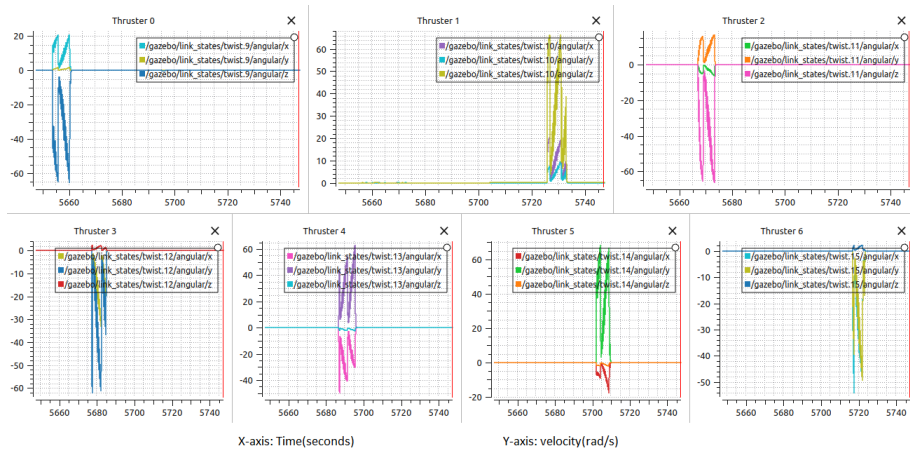 Thruster 0
/gazebo/link_states/twist.9/angular/x
/gazebo/link_states/twist.9/angular/y
/gazebo/link_states/twist.9/angular/z
20
0
-20
-40
-60
5660
5680
5700
5720
5740
Thruster 1
/gazebo/link_states/twist.10/angular/x
/gazebo/link_states/twist.10/angular/y
/gazebo/link_states/twist.10/angular/z
60
50
40
30
20
10
0
5660
5680
5700
5720
5740
Thruster 2
/gazebo/link_states/twist.11/angular/x
/gazebo/link_states/twist.11/angular/y
/gazebo/link_states/twist.11/angular/z
0
-20
-40
-60
5660
5680
5700
5720
5740
Thruster 3
/gazebo/link_states/twist.12/angular/x
/gazebo/link_states/twist.12/angular/y
/gazebo/link_states/twist.12/angular/z
0
-10
-20
-30
-40
-50
-60
5660
5680
5700
5720
5740
Thruster 4
/gazebo/link_states/twist.13/angular/x
/gazebo/link_states/twist.13/angular/y
/gazebo/link_states/twist.13/angular/z
60
40
20
0
-20
-40
5660
5680
5700
5720
5740
Thruster 5
/gazebo/link_states/twist.14/angular/x
/gazebo/link_states/twist.14/angular/y
/gazebo/link_states/twist.14/angular/z
60
40
20
0
-20
5660
5680
5700
5720
5740
Thruster 6
/gazebo/link_states/twist.15/angular/x
/gazebo/link_states/twist.15/angular/y
/gazebo/link_states/twist.15/angular/z
0
-10
-20
-30
-40
-50
5660
5680
5700
5720
5740
X-axis: Time(seconds)
Y-axis: velocity(rad/s)